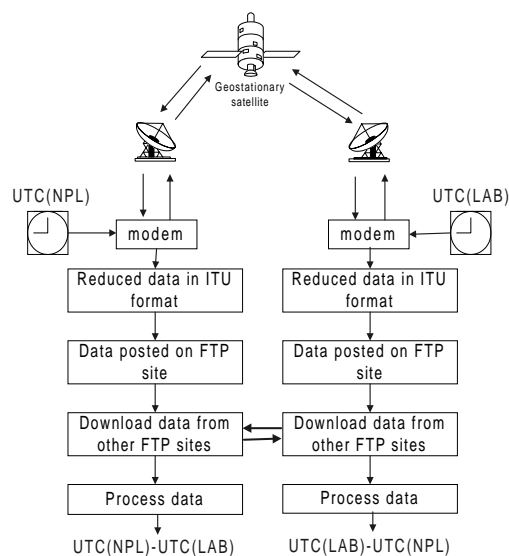 Geostationary
satellite
UTC(NPL)
UTC(LAB)
modem
modem
Reduced data in ITU
format
Reduced data in ITU
format
Data posted on FTP
site
Data posted on FTP
site
Download data from
other FTP sites
Download data from
other FTP sites
Process data
Process data
UTC(NPL)-UTC(LAB)
UTC(LAB)-UTC(NPL)